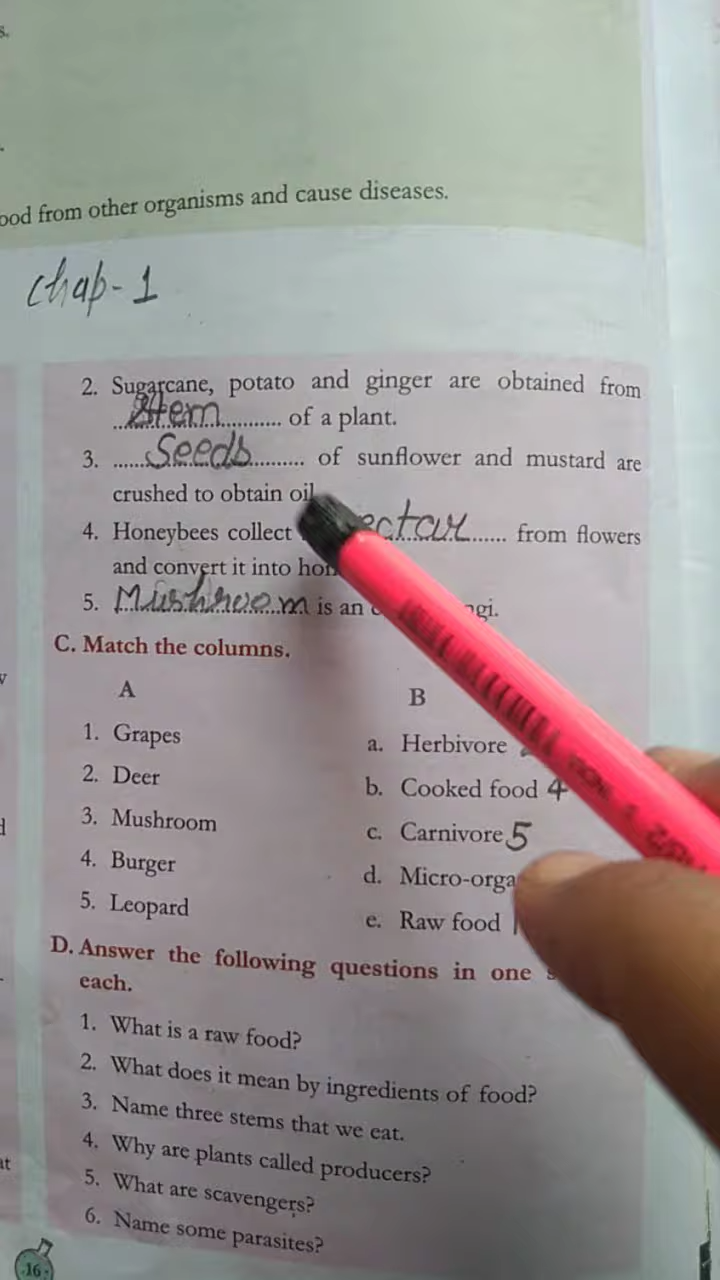 s.
ood from other organisms and cause diseases.
Chap-1
2. Sugarcane, potato and ginger are obtained from
Stem of a plant.
3. Seeds of sunflower and mustard are
crushed to obtain oil
4. Honeybees collect ectar from flowers
and convert it into
5. Mushroom is an
C. Match the columns.
A B
1. Grapes a. Herbivore
2. Deer b. Cooked food 4
3. Mushroom c. Carnivore 5
4. Burger d. Micro-orga
5. Leopard e. Raw food
D. Answer the following questions in one
each.
1. What is a raw food?
2. What does it mean by ingredients of food?
3. Name three stems that we eat.
4. Why are plants called producers?
5. What are scavengers?
6. Name some parasites?
16